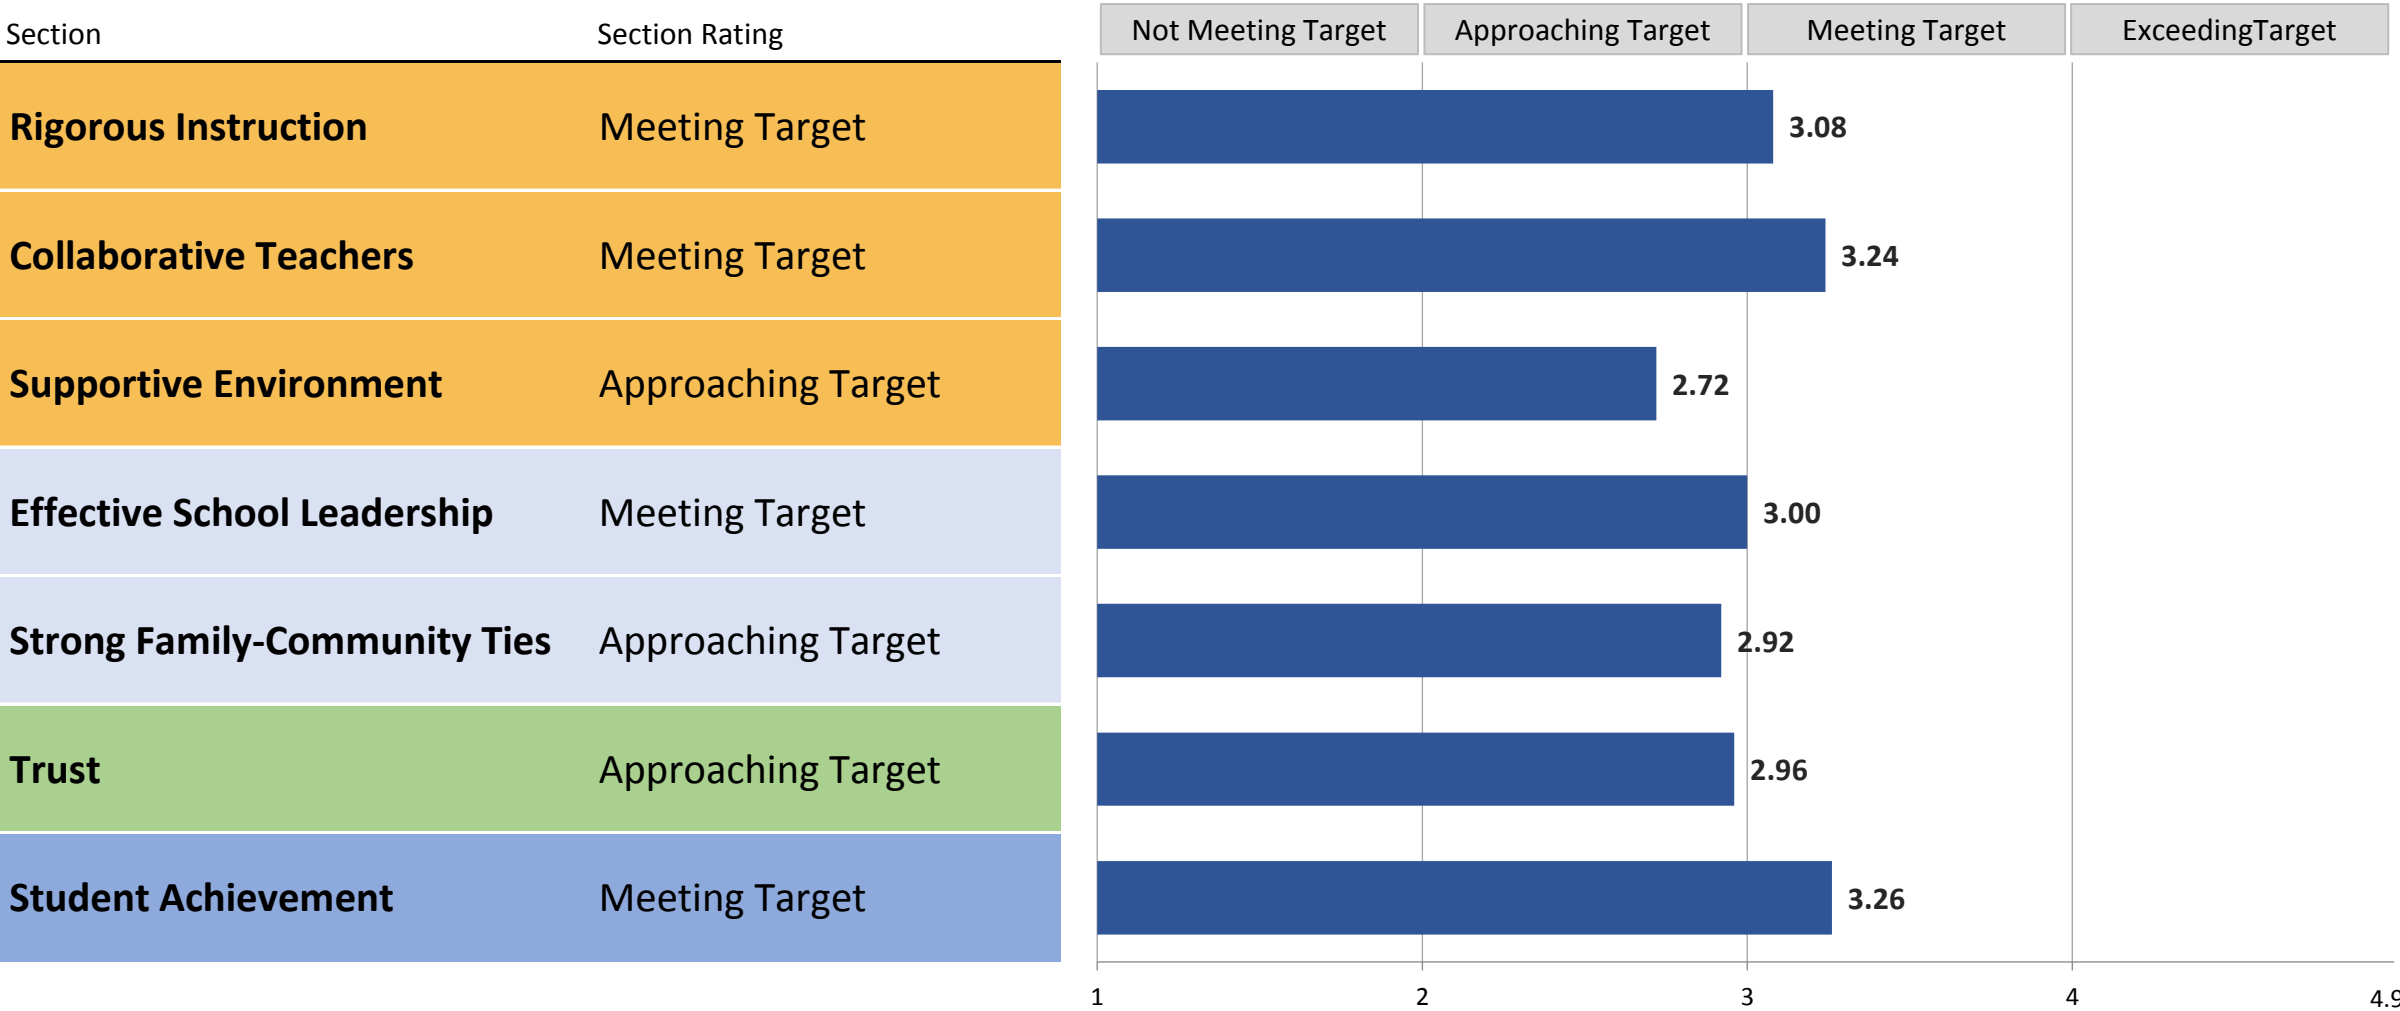 Section Section Rating Not Meeting Target Approaching Target Meeting Target ExceedingTarget
Rigorous Instruction Meeting Target 3.08
Collaborative Teachers Meeting Target 3.24
Supportive Environment Approaching Target 2.72
Effective School Leadership Meeting Target 3.00
Strong Family-Community Ties Approaching Target 2.92
Trust Approaching Target 2.96
Student Achievement Meeting Target 3.26
1 2 3 4 4.9